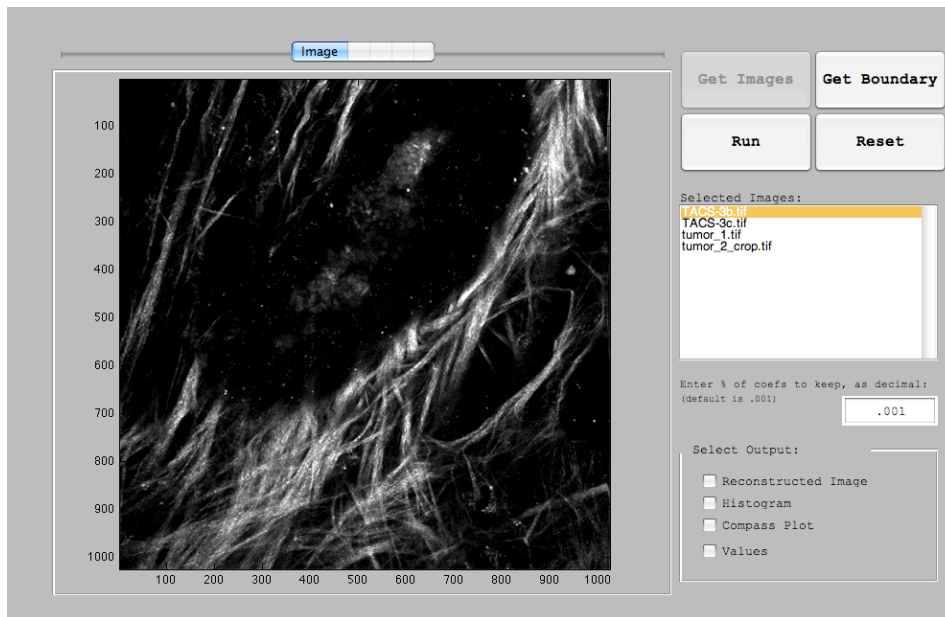 Image
Get Images
Get Boundary
Run
Reset
Selected Images:
TACS-3b.tif
TACS-3c.tif
tumor_1.tif
tumor_2_crop.tif
Enter % of coefs to keep, as decimal:
(default is .001)
.001
Select Output:
Reconstructed Image
Histogram
Compass Plot
Values
100
200
300
400
500
600
700
800
900
1000
100 200 300 400 500 600 700 800 900 1000